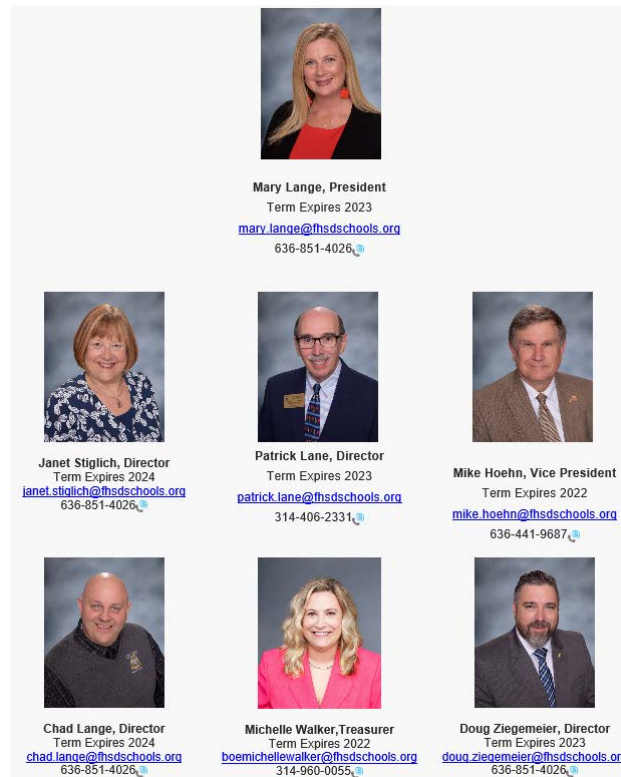 Mary Lange, President
Term Expires 2023
mary.lange@fhsdschools.org
636-851-4026
Janet Stiglich, Director
Term Expires 2024
janet.stiglich@fhsdschools.org
636-851-4026
Patrick Lane, Director
Term Expires 2023
patrick.lane@fhsdschools.org
314-406-2331
Mike Hoehn, Vice President
Term Expires 2022
mike.hoehn@fhsdschools.org
636-441-9687
Chad Lange, Director
Term Expires 2024
chad.lange@fhsdschools.org
636-851-4026
Michelle Walker,Treasurer
Term Expires 2022
boemichellewalker@fhsdschools.org
314-960-0055
Doug Ziegemeier, Director
Term Expires 2023
doug.ziegemeier@fhsdschools.or
636-851-4026